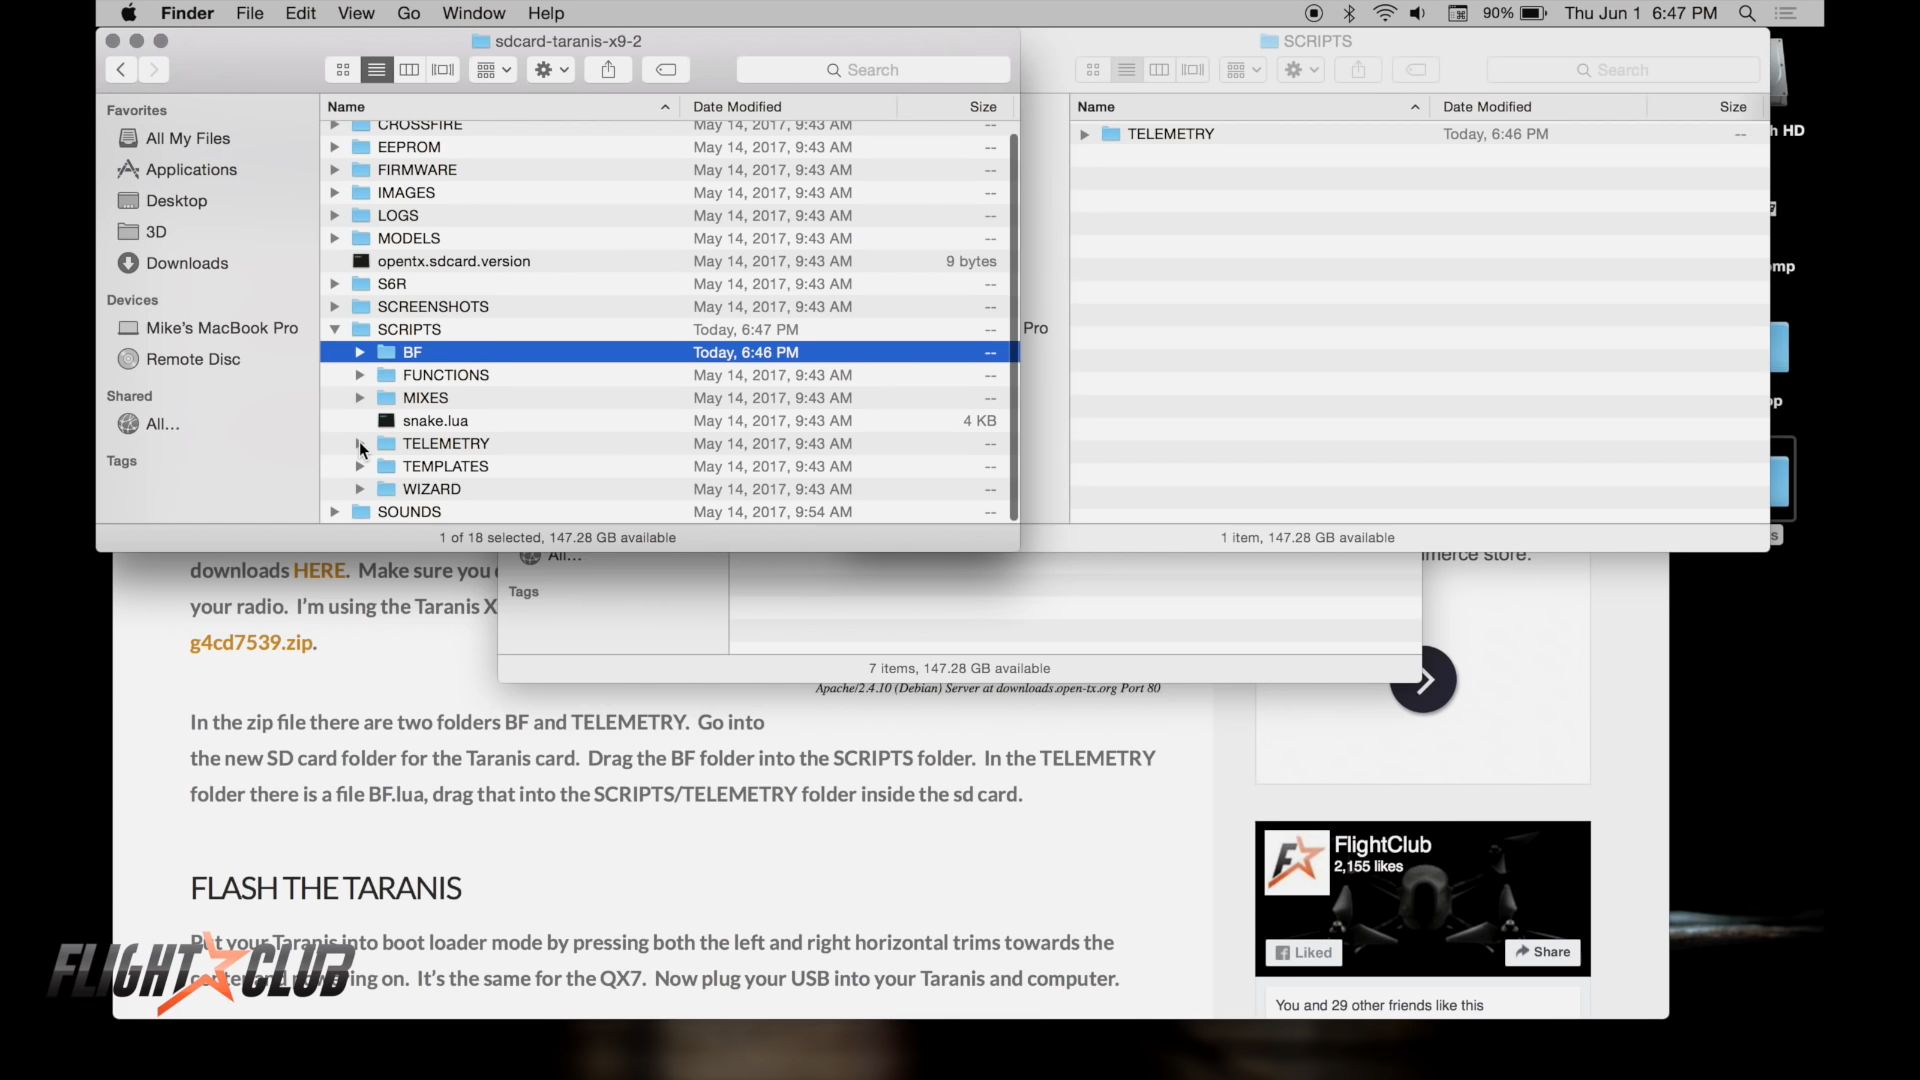 Finder File Edit View Go Window Help
90% Thu Jun 1 6:47 PM
sdcard-taranis-x9-2
Search
Favorites
All My Files
Applications
Desktop
3D
Downloads
Devices
Mike's MacBook Pro
Remote Disc
Shared
All...
Tags
Name Date Modified Size
CROSSFIRE May 14, 2017, 9:43 AM --
EEPROM May 14, 2017, 9:43 AM --
FIRMWARE May 14, 2017, 9:43 AM --
IMAGES May 14, 2017, 9:43 AM --
LOGS May 14, 2017, 9:43 AM --
MODELS May 14, 2017, 9:43 AM --
opentx.sdcard.version May 14, 2017, 9:43 AM 9 bytes
S6R May 14, 2017, 9:43 AM --
SCREENSHOTS May 14, 2017, 9:43 AM --
SCRIPTS Today, 6:47 PM --
BF Today, 6:46 PM --
FUNCTIONS May 14, 2017, 9:43 AM --
MIXES May 14, 2017, 9:43 AM --
snake.lua May 14, 2017, 9:43 AM 4 KB
TELEMETRY May 14, 2017, 9:43 AM --
TEMPLATES May 14, 2017, 9:43 AM --
WIZARD May 14, 2017, 9:43 AM --
SOUNDS May 14, 2017, 9:54 AM --
1 of 18 selected, 147.28 GB available
SCRIPTS
Search
Name Date Modified Size
TELEMETRY Today, 6:46 PM --
Pro
1 item, 147.28 GB available
HD
All...
Tags
7 items, 147.28 GB available
Apache/2.4.10 (Debian) Server at downloads.open-tx.org Port 80
downloads HERE. Make sure you
your radio. I'm using the Taranis X
g4cd7539.zip.
In the zip file there are two folders BF and TELEMETRY. Go into
the new SD card folder for the Taranis card. Drag the BF folder into the SCRIPTS folder. In the TELEMETRY
folder there is a file BF.lua, drag that into the SCRIPTS/TELEMETRY folder inside the sd card.
FLASH THE TARANIS
Put your Taranis into boot loader mode by pressing both the left and right horizontal trims towards the
center and powering on. It's the same for the QX7. Now plug your USB into your Taranis and computer.
FLIGHT CLUB
store.
FlightClub
2,155 likes
Liked
Share
You and 29 other friends like this